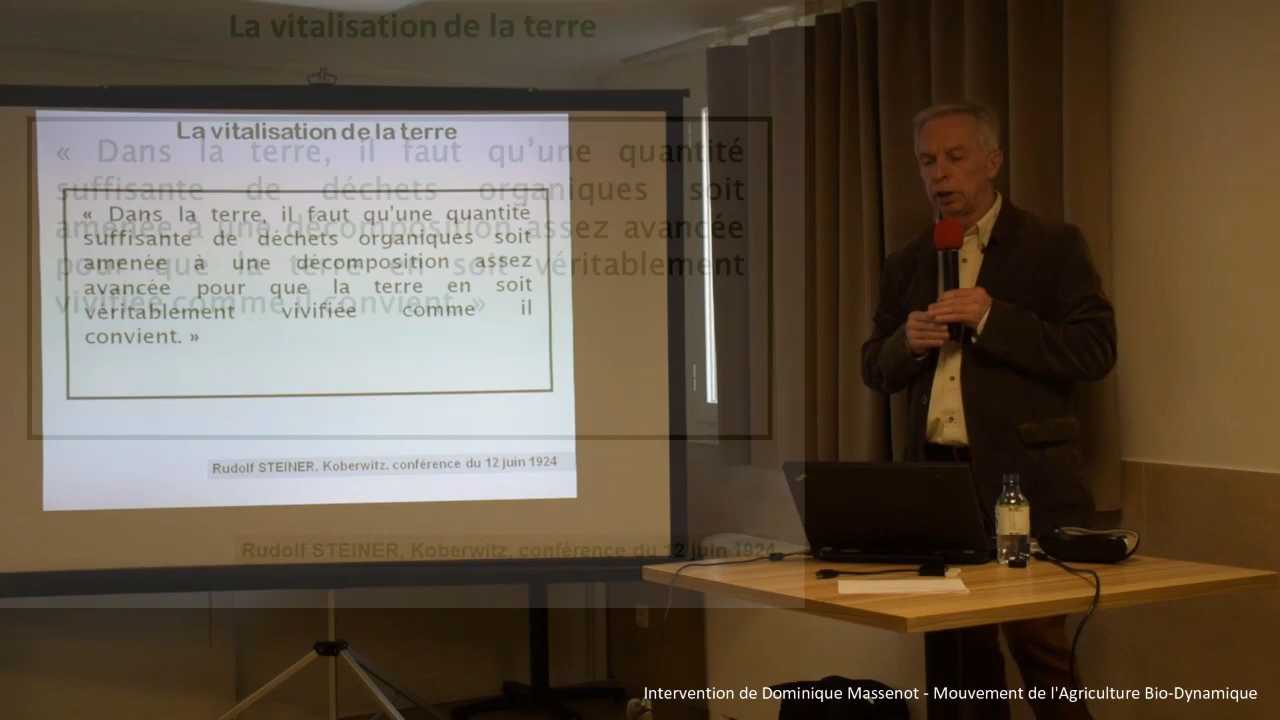 La vitalisation de la terre
« Dans la terre, il faut qu'une quantité
suffisante de déchets organiques soit
amenée à une décomposition assez avancée
pour que la terre en soit véritablement
vivifiée comme il convient. »
Rudolf STEINER, Koberwitz, conférence du 12 juin 1924
La vitalisation de la terre
« Dans la terre, il faut qu'une quantité
suffisante de déchets organiques soit
amenée à une décomposition assez
avancée pour que la terre en soit
véritablement vivifiée comme il
convient. »
Rudolf STEINER, Koberwitz, conférence du 12 juin 1924
Intervention de Dominique Massenot - Mouvement de l'Agriculture Bio-Dynamique